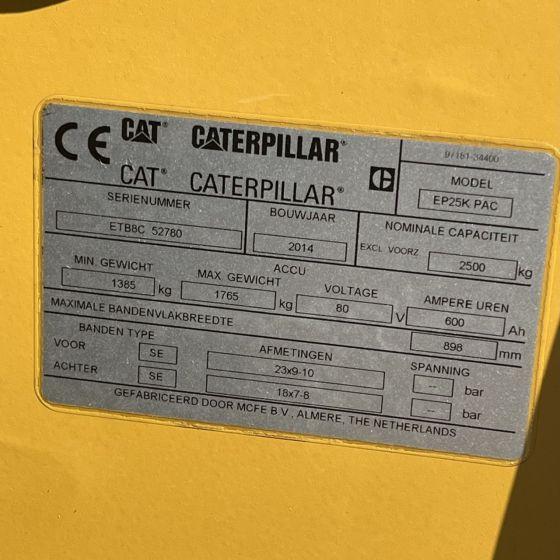 CE CAT® CATERPILLAR®
CAT® CATERPILLAR®
97181-34400
MODEL
EP25K PAC
SERIENUMMER
ETB8C 52780
BOUWJAAR
2014
NOMINALE CAPACITEIT
EXCL. VOORZ 2500 kg
ACCU
MIN. GEWICHT
1385 kg
MAX. GEWICHT
1765 kg
VOLTAGE
80 V
AMPERE UREN
600 Ah
MAXIMALE BANDENVLAKBREEDTE 898 mm
BANDEN TYPE AFMETINGEN SPANNING
VOOR SE 23x9-10 -- bar
ACHTER SE 18x7-8 -- bar
GEFABRICEERD DOOR MCFE B.V., ALMERE, THE NETHERLANDS